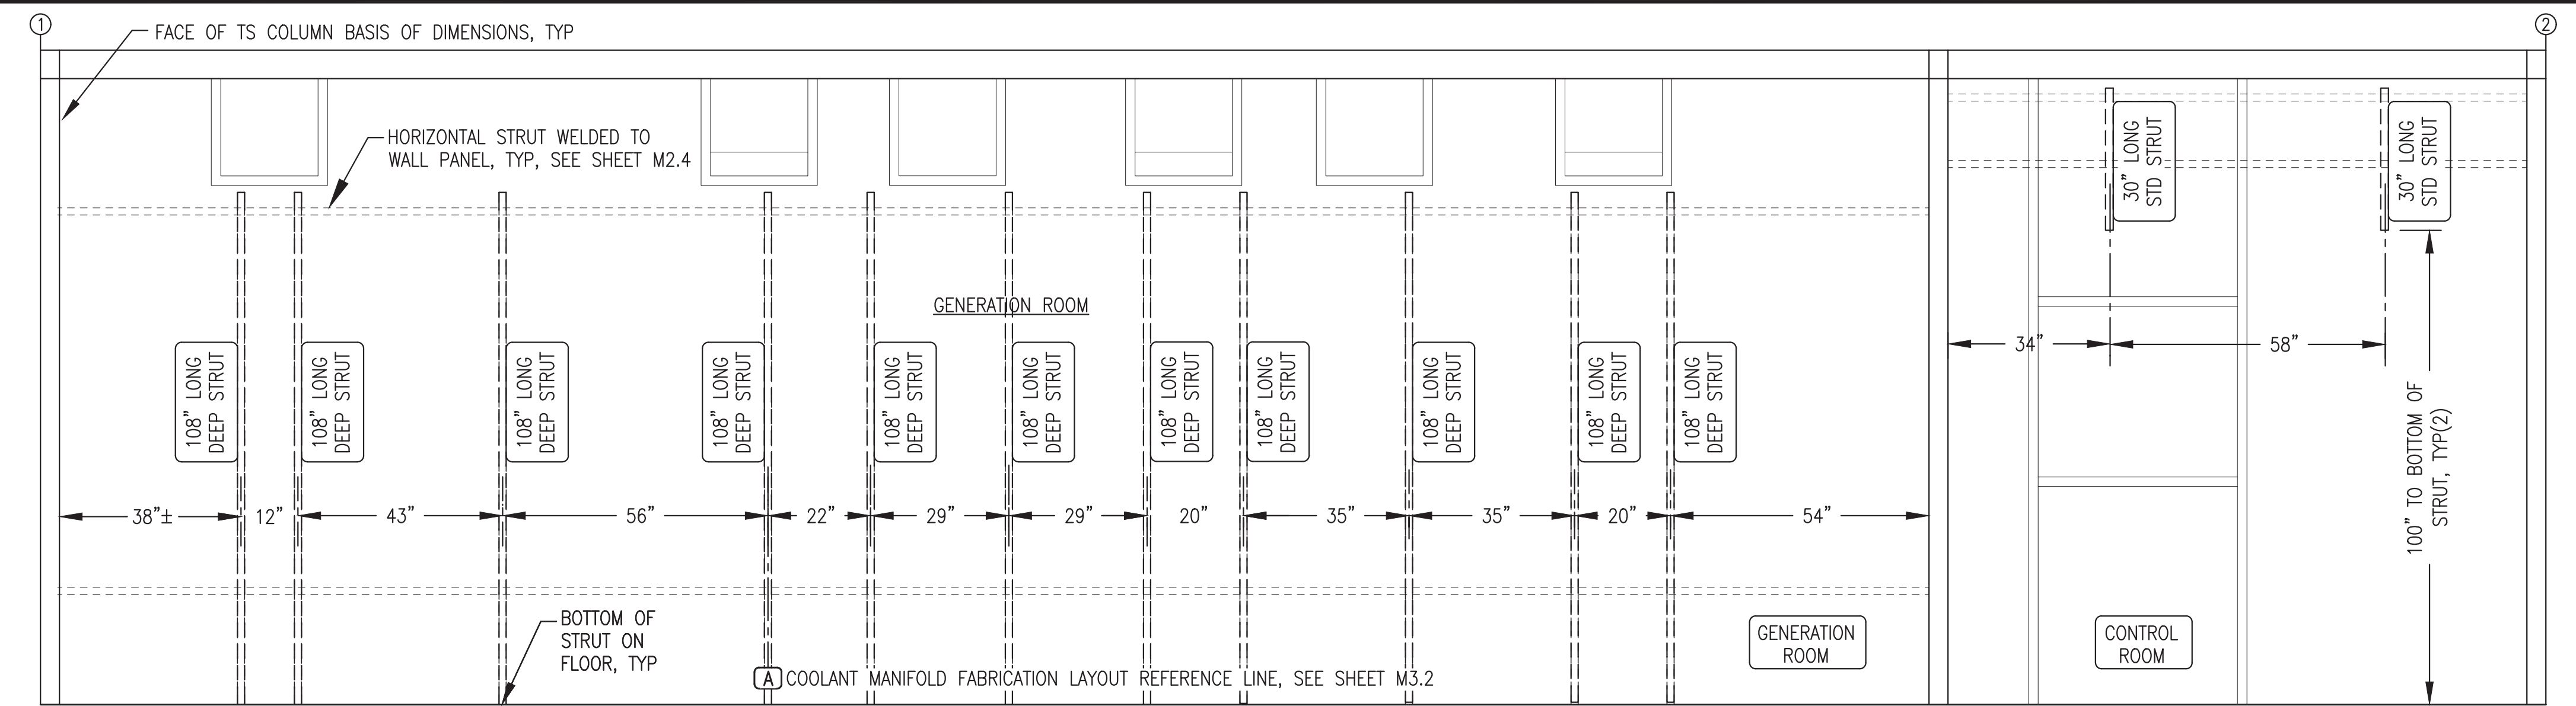 1
2
FACE OF TS COLUMN BASIS OF DIMENSIONS, TYP
HORIZONTAL STRUT WELDED TO
WALL PANEL, TYP, SEE SHEET M2.4
30” LONG
STD STRUT
30” LONG
STD STRUT
GENERATION ROOM
34”
58”
108” LONG
DEEP STRUT
108” LONG
DEEP STRUT
108” LONG
DEEP STRUT
108” LONG
DEEP STRUT
108” LONG
DEEP STRUT
108” LONG
DEEP STRUT
108” LONG
DEEP STRUT
108” LONG
DEEP STRUT
108” LONG
DEEP STRUT
108” LONG
DEEP STRUT
108” LONG
DEEP STRUT
100” TO BOTTOM OF
STRUT, TYP(2)
38”±
12”
43”
56”
22”
29”
29”
20”
35”
35”
20”
54”
BOTTOM OF
STRUT ON
FLOOR, TYP
A COOLANT MANIFOLD FABRICATION LAYOUT REFERENCE LINE, SEE SHEET M3.2
GENERATION
ROOM
CONTROL
ROOM